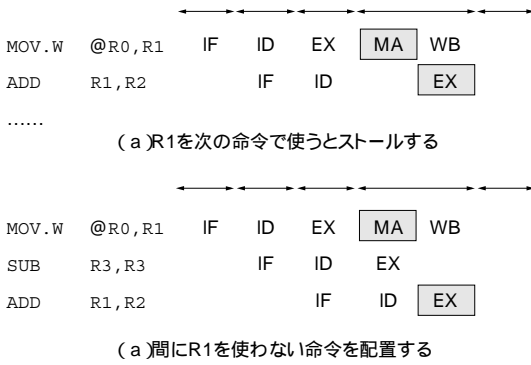 MOV.W @R0,R1 IF ID EX MA WB
ADD R1,R2 IF ID EX
……
(a)R1を次の命令で使うとストールする
MOV.W @R0,R1 IF ID EX MA WB
SUB R3,R3 IF ID EX
ADD R1,R2 IF ID EX
(a)間にR1を使わない命令を配置する